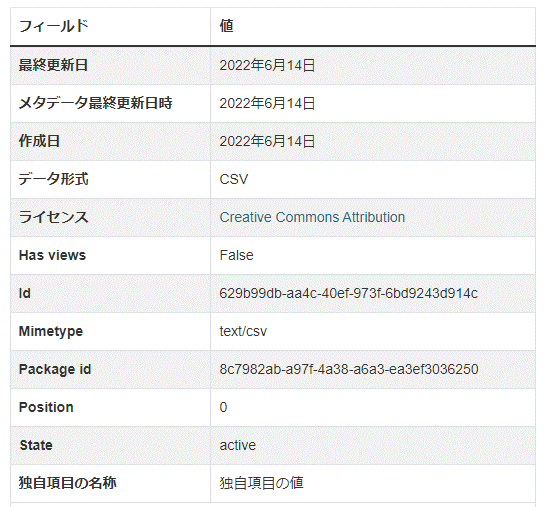 フィールド 値
最終更新日 2022年6月14日
メタデータ最終更新日時 2022年6月14日
作成日 2022年6月14日
データ形式 CSV
ライセンス Creative Commons Attribution
Has views False
Id 629b99db-aa4c-40ef-973f-6bd9243d914c
Mimetype text/csv
Package id 8c7982ab-a97f-4a38-a6a3-ea3ef3036250
Position 0
State active
独自項目の名称 独自項目の値